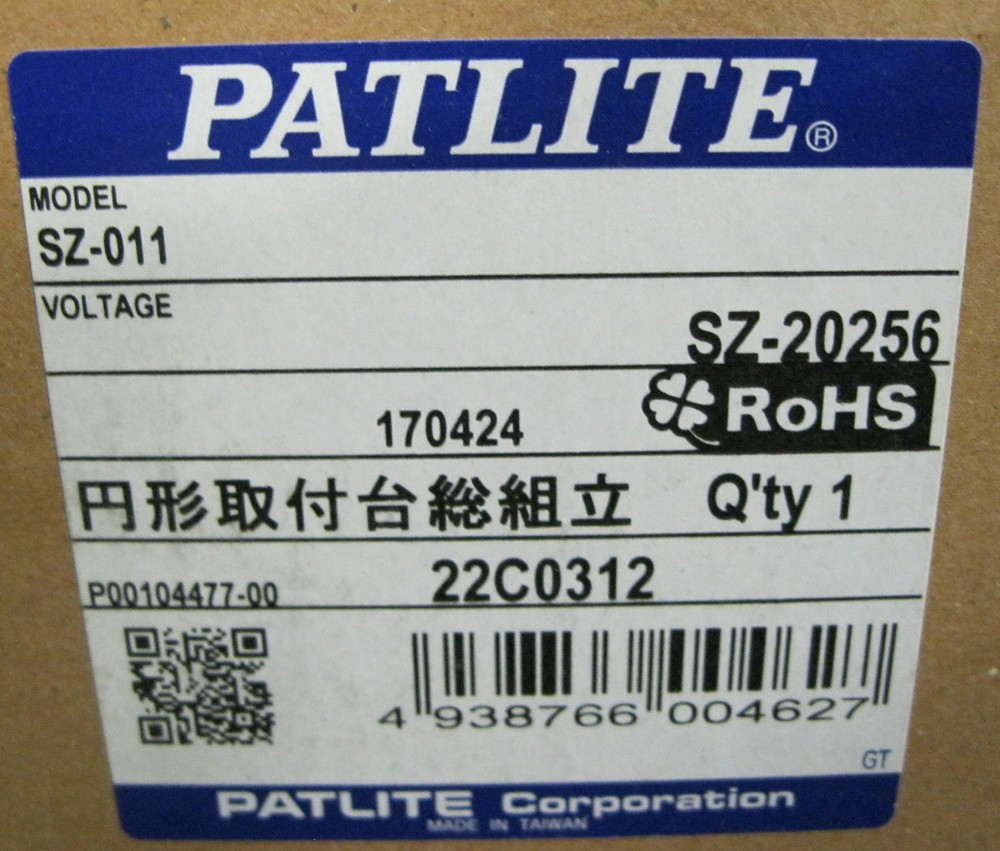 PATLITE®
MODEL
SZ-011
VOLTAGE
SZ-20256
170424
RoHS
円形取付台総組立 Q'ty 1
P00104477-00 22C0312
4 938766 004627
GT
PATLITE Corporation
MADE IN TAIWAN